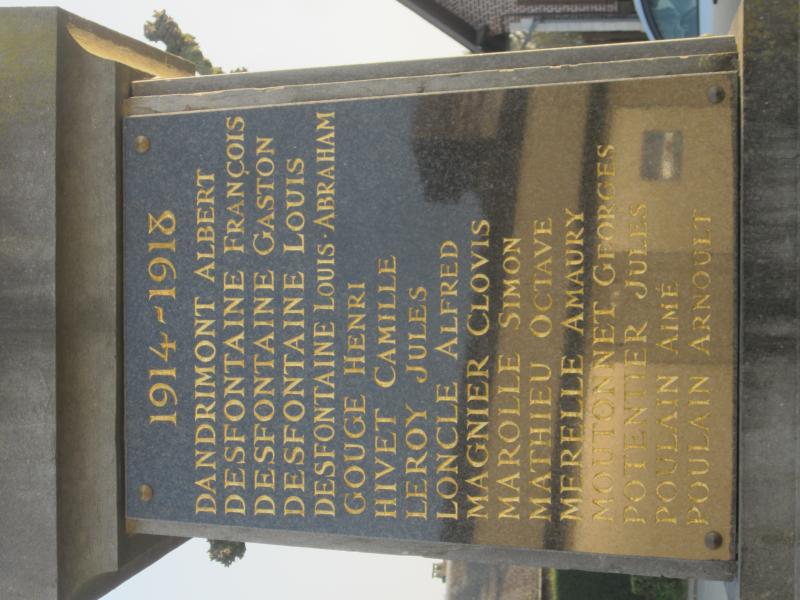 1914-1918
DANDRIMONT ALBERT
DESFONTAINE FRANÇOIS
DESFONTAINE GASTON
DESFONTAINE LOUIS
DESFONTAINE LOUIS-ABRAHAM
GOUGE HENRI
HIVET CAMILLE
LEROY JULES
LONCLE ALFRED
MAGNIER CLOVIS
MAROLLE SIMON
MATHIEU OCTAVE
MERELLE AMAURY
MOUTONNET GEORGES
POTENTIER JULES
POULAIN AIMÉ
POULAIN ARNOULT